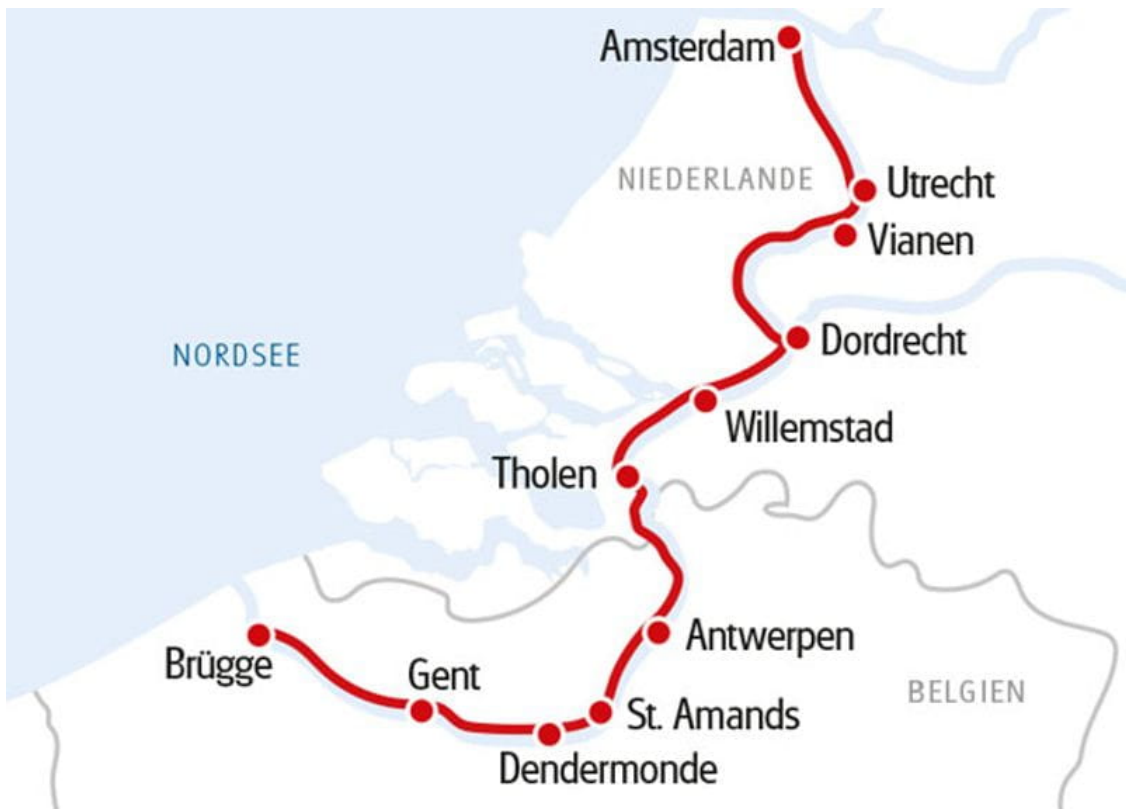 Amsterdam
NIEDERLANDE
Utrecht
Vianen
NORDSEE
Dordrecht
Willemstad
Tholen
Antwerpen
Brügge
Gent
BELGIEN
St. Amands
Dendermonde